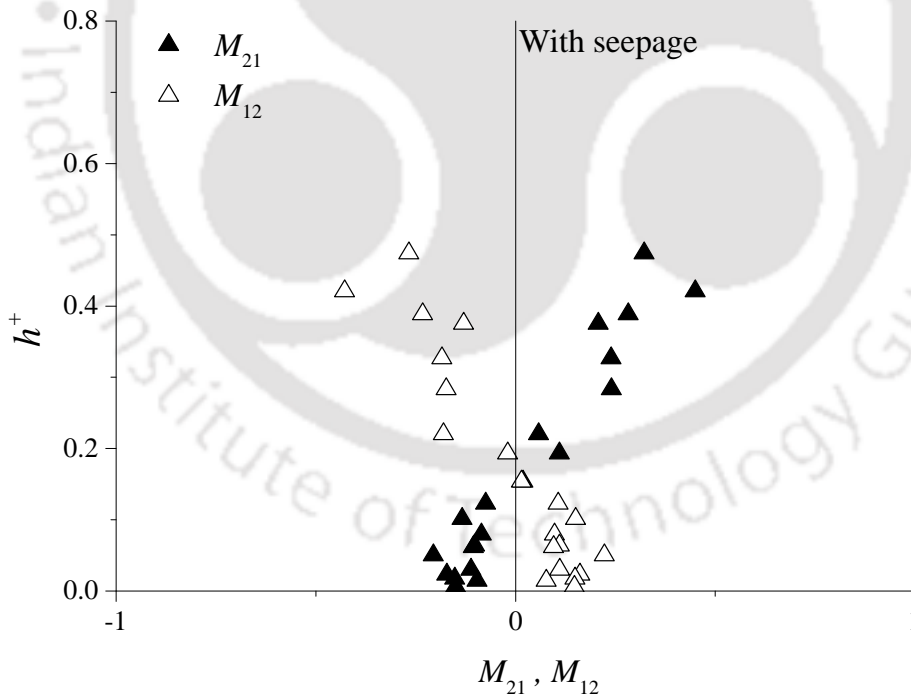 0.8
M21
With seepage
M12
0.6
0.4
h+
0.2
0.0
-1
0
M21 , M12
• Indian Institute of Technology Gu